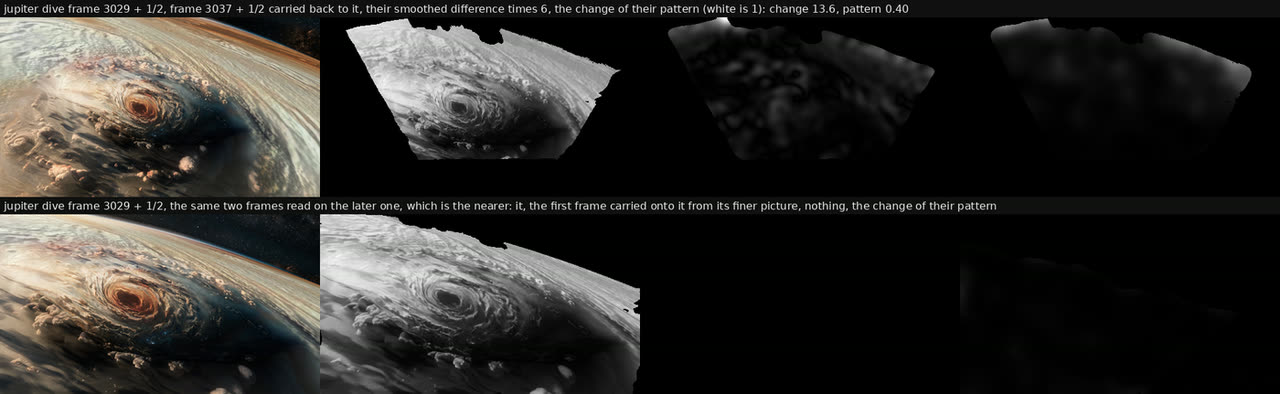 jupiter dive frame 3029 + 1/2, frame 3037 + 1/2 carried back to it, their smoothed difference times 6, the change of their pattern (white is 1): change 13.6, pattern 0.40
jupiter dive frame 3029 + 1/2, the same two frames read on the later one, which is the nearer: it, the first frame carried onto it from its finer picture, nothing, the change of their pattern